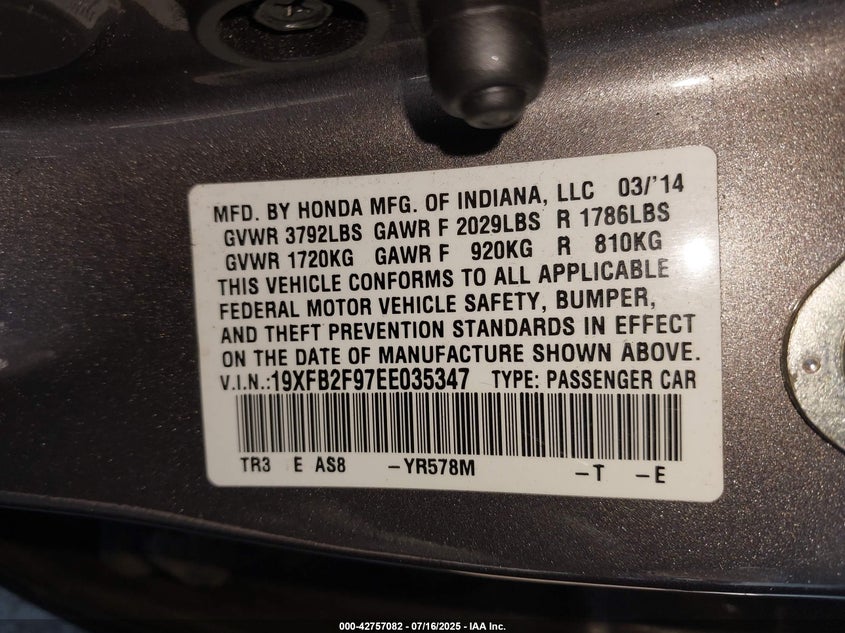 MFD. BY HONDA MFG. OF INDIANA, LLC 03/'14
GVWR 3792LBS GAWR F 2029LBS R 1786LBS
GVWR 1720KG GAWR F 920KG R 810KG
THIS VEHICLE CONFORMS TO ALL APPLICABLE
FEDERAL MOTOR VEHICLE SAFETY, BUMPER,
AND THEFT PREVENTION STANDARDS IN EFFECT
ON THE DATE OF MANUFACTURE SHOWN ABOVE.
V.I.N.:19XFB2F97EE035347 TYPE: PASSENGER CAR
TR3 E AS8 -YR578M -T -E
000-42757082 - 07/16/2025 - IAA Inc.